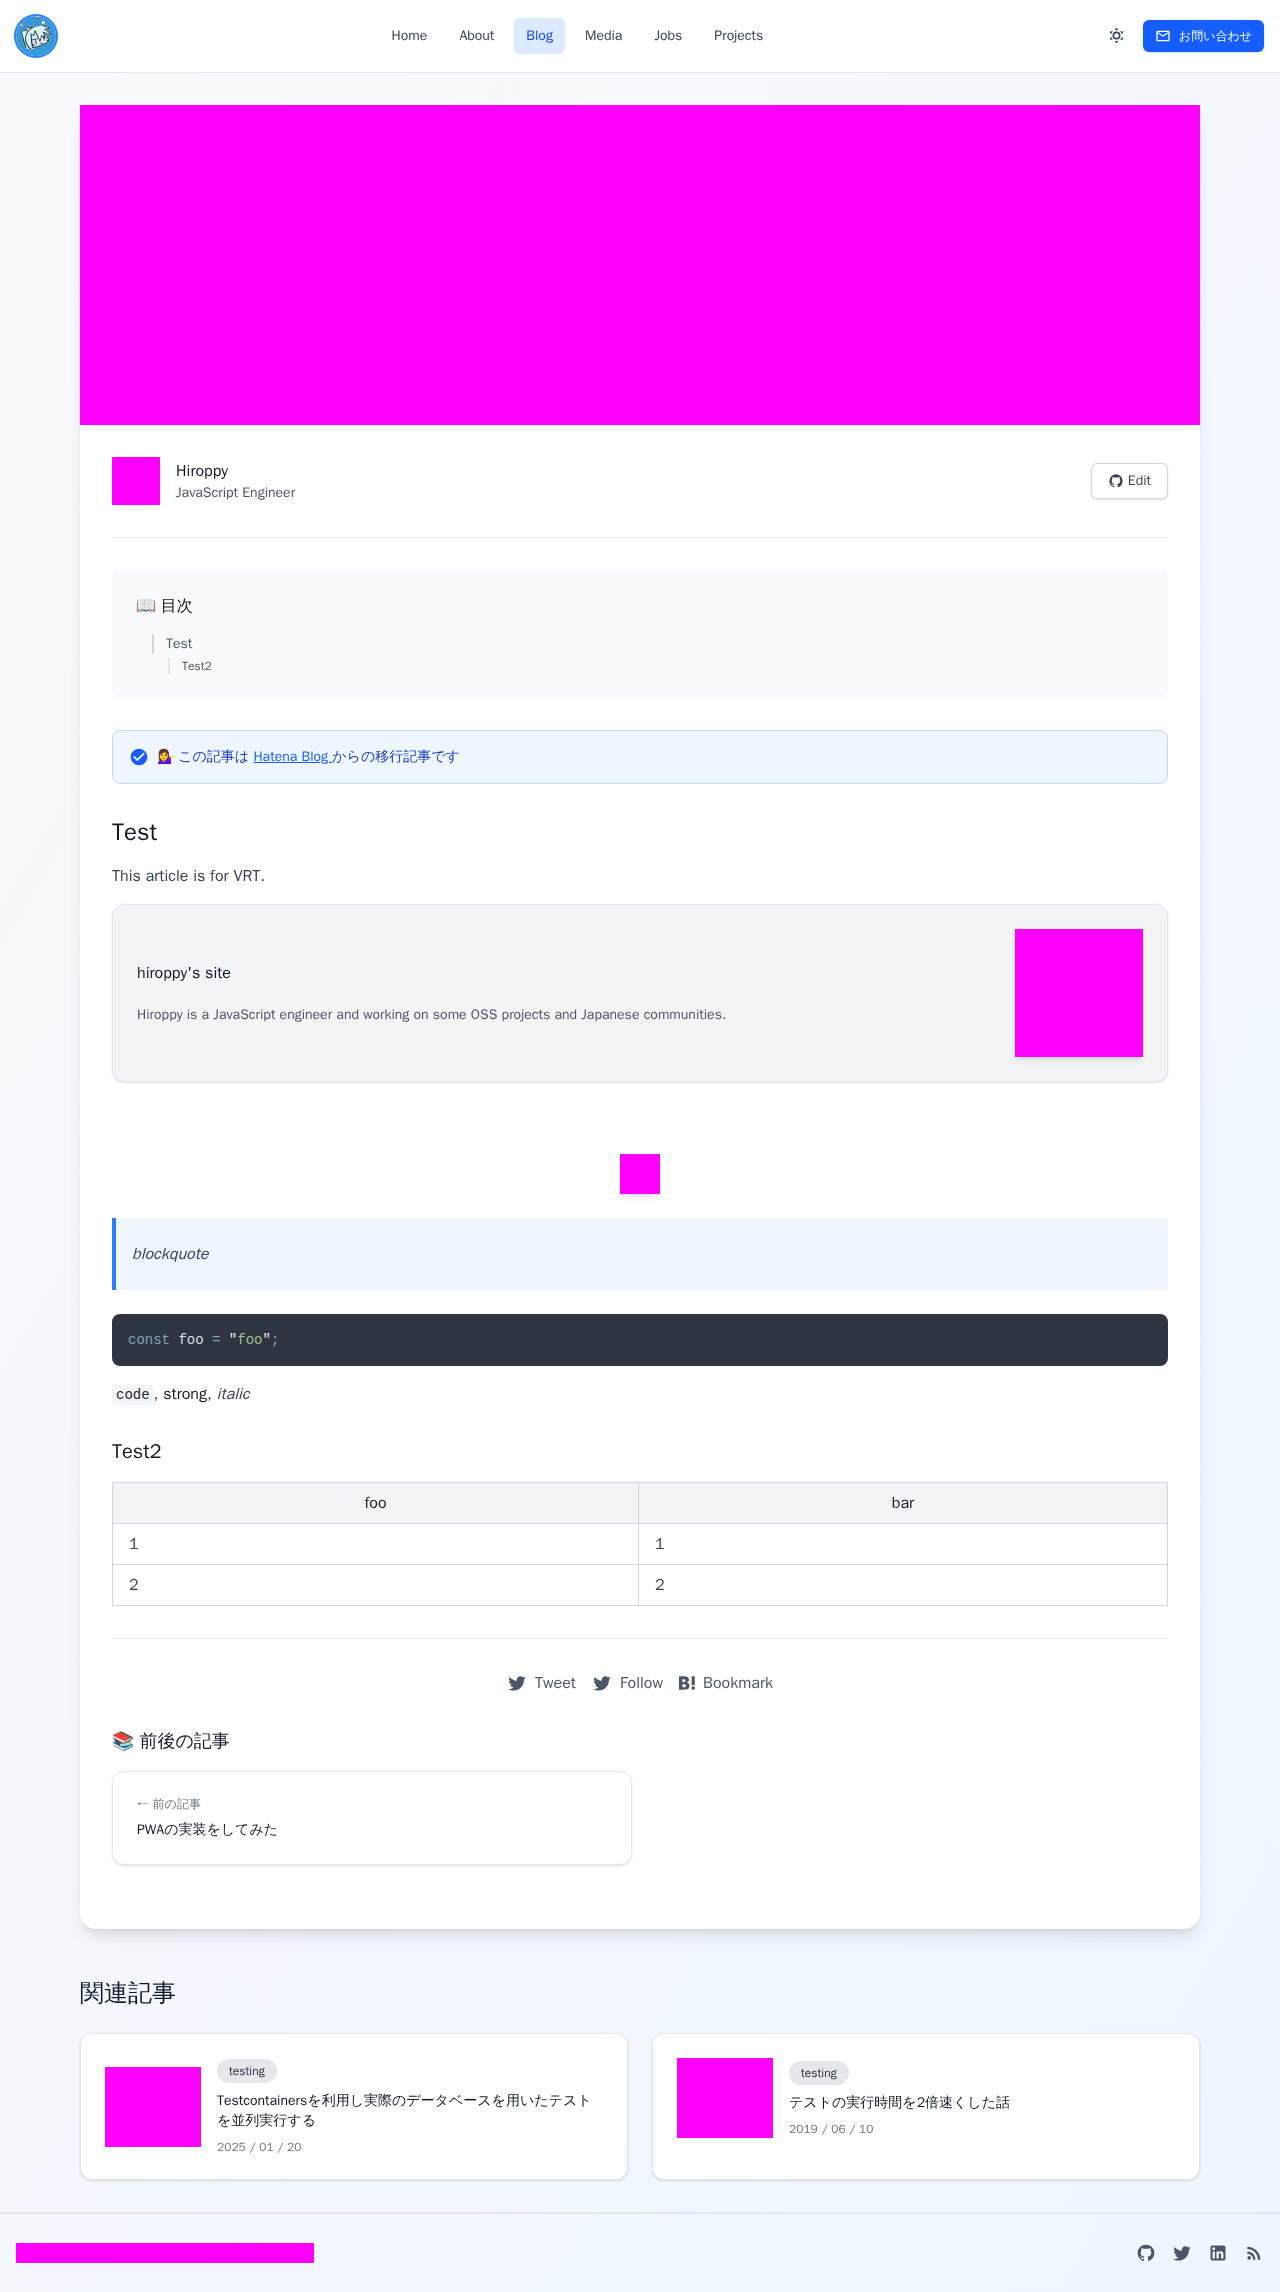 Home About Blog Media Jobs Projects お問い合わせ
Hiroppy
JavaScript Engineer
Edit
📖 目次
Test
Test2
💁‍♀️ この記事は Hatena Blog からの移行記事です
Test
This article is for VRT.
hiroppy's site
Hiroppy is a JavaScript engineer and working on some OSS projects and Japanese communities.
blockquote
const foo = "foo";
code, strong, italic
Test2
foo bar
1 1
2 2
Tweet Follow B! Bookmark
📚 前後の記事
← 前の記事
PWAの実装をしてみた
関連記事
testing
Testcontainersを利用し実際のデータベースを用いたテスト
を並列実行する
2025 / 01 / 20
testing
テストの実行時間を2倍速くした話
2019 / 06 / 10